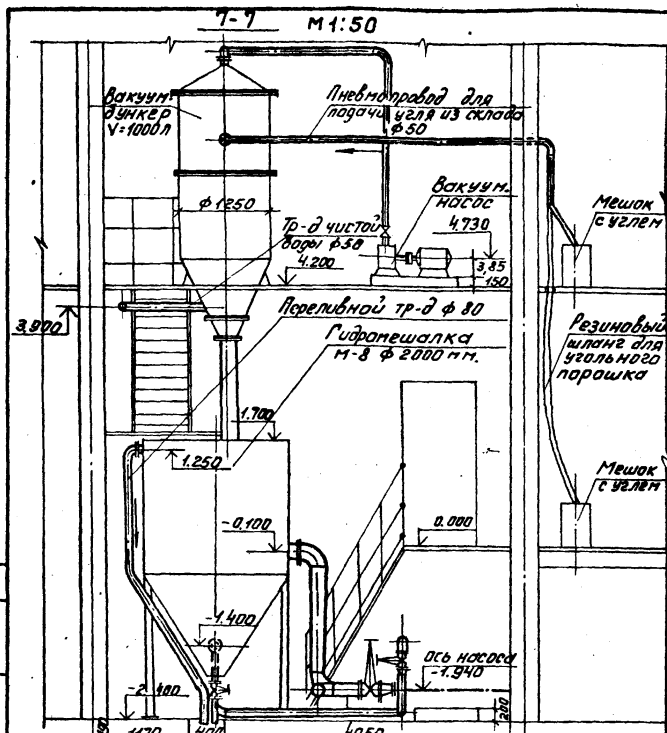 7-7 М 1:50
Вакуум.
бункер
V=1000л
Пневмопровод для
подачи угля из склада
ф50
ф1250
Вакуум.
насос
4.730
Мешок
с углем
Тр-д чистой
воды ф50
4.200
3,85
150
3.900
Переливной тр-д ф 80
Гидромешалка
М-8 ф 2000 мм.
Резиновый
шланг для
угольного
порошка
1.700
1.250
Мешок
с углем
-0,100
0.000
-1.400
Ось насоса
-1.940
1170
400
4050
200